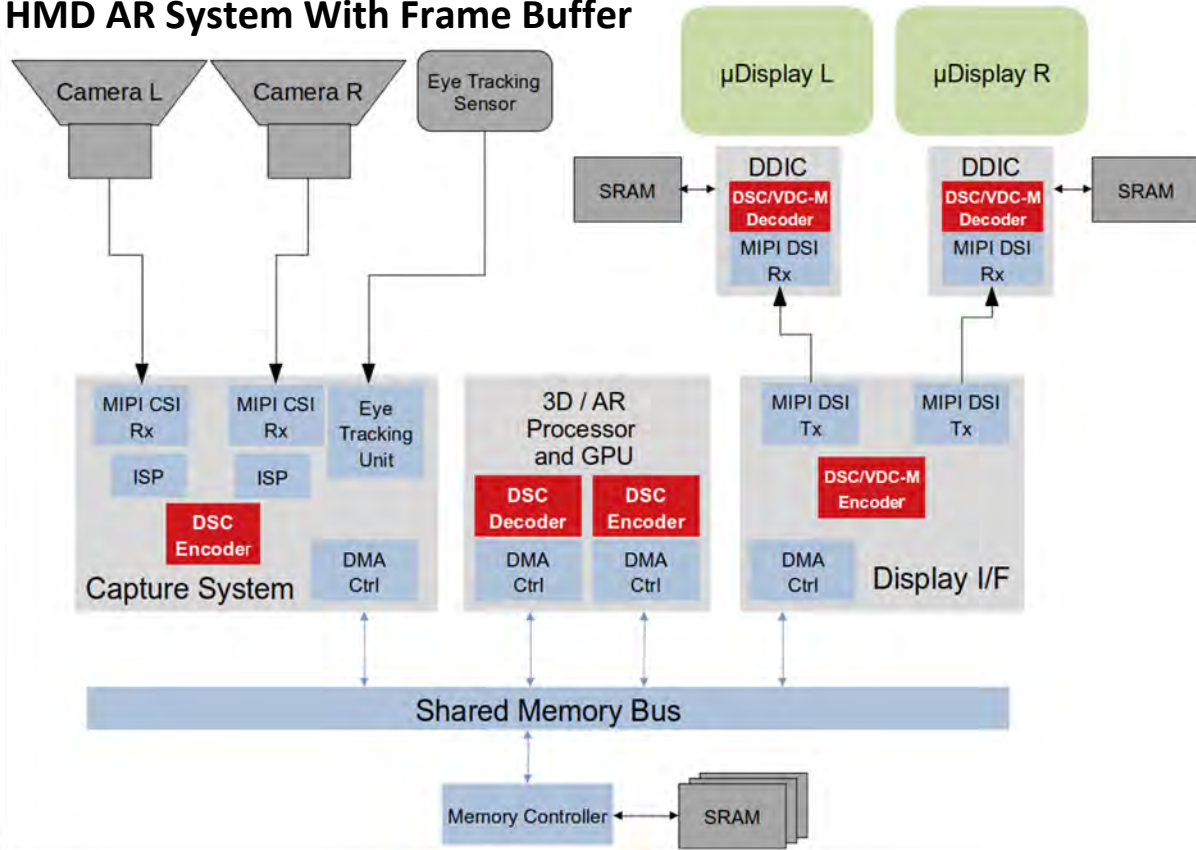 HMD AR System With Frame Buffer
Camera L
Camera R
Eye Tracking
Sensor
µDisplay L
µDisplay R
SRAM
DDIC
DSC/VDC-M
Decoder
MIPI DSI
Rx
DDIC
DSC/VDC-M
Decoder
MIPI DSI
Rx
SRAM
MIPI CSI
Rx
ISP
MIPI CSI
Rx
ISP
Eye
Tracking
Unit
DSC
Encoder
DMA
Ctrl
Capture System
3D / AR
Processor
and GPU
DSC
Decoder
DMA
Ctrl
DSC
Encoder
DMA
Ctrl
MIPI DSI
Tx
MIPI DSI
Tx
DSC/VDC-M
Encoder
DMA
Ctrl
Display I/F
Shared Memory Bus
Memory Controller
SRAM